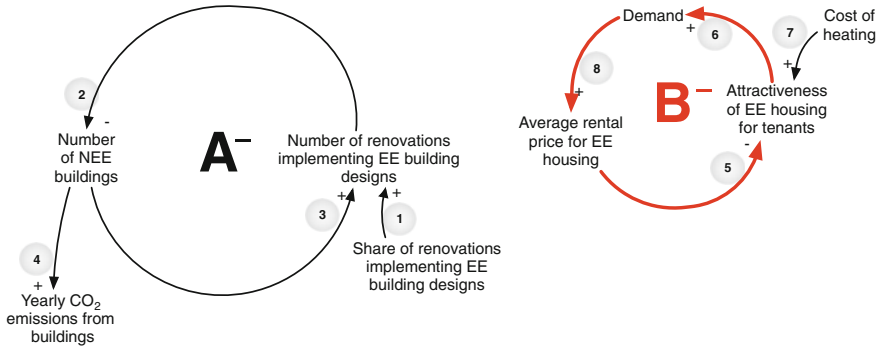 2
-
Number
of NEE
buildings
4
+
Yearly CO₂
emissions from
buildings
A⁻
Number of renovations
implementing EE building
designs
3
+
+
1
Share of renovations
implementing EE
building designs
Demand
+
6
7
Cost of
heating
+
8
+
B⁻
Attractiveness
of EE housing
for tenants
-
Average rental
price for EE
housing
5